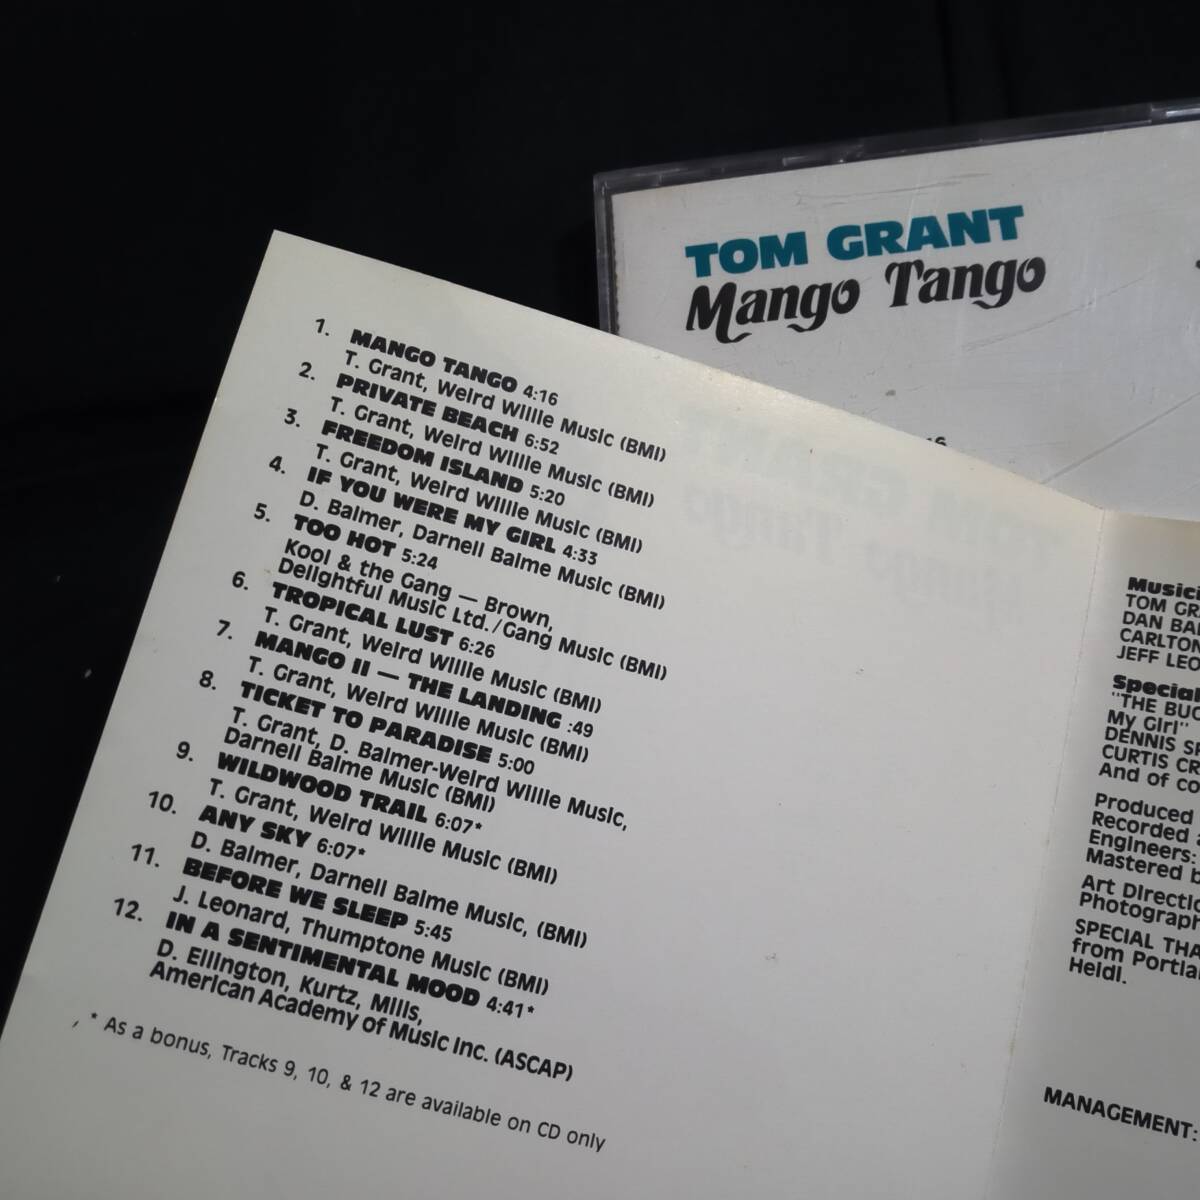 TOM GRANT
Mango Tango
1. MANGO TANGO 4:16
T. Grant, Weird Willie Music (BMI)
2. PRIVATE BEACH 6:52
T. Grant, Weird Willie Music (BMI)
3. FREEDOM ISLAND 5:20
T. Grant, Weird Willie Music (BMI)
4. IF YOU WERE MY GIRL 4:33
D. Balmer, Darnell Balme Music (BMI)
5. TOO HOT 5:24
Kool & the Gang — Brown,
Delightful Music Ltd./Gang Music (BMI)
6. TROPICAL LUST 6:26
T. Grant, Weird Willie Music (BMI)
7. MANGO II — THE LANDING :49
T. Grant, Weird Willie Music (BMI)
8. TICKET TO PARADISE 5:00
T. Grant, D. Balmer-Weird Willie Music,
Darnell Balme Music (BMI)
9. WILDWOOD TRAIL 6:07*
T. Grant, Weird Willie Music (BMI)
10. ANY SKY 6:07*
D. Balmer, Darnell Balme Music, (BMI)
11. BEFORE WE SLEEP 5:45
J. Leonard, Thumptone Music (BMI)
12. IN A SENTIMENTAL MOOD 4:41*
D. Ellington, Kurtz, Mills,
American Academy of Music Inc. (ASCAP)
* As a bonus, Tracks 9, 10, & 12 are available on CD only
Musici
TOM GR
DAN BA
CARLTON
JEFF LEO
Special
"THE BUC
My Girl"
DENNIS SP
CURTIS CR
And of co
Produced
Recorded a
Engineers:
Mastered b
Art Directio
Photograph
SPECIAL THA
from Portla
Heidi.
MANAGEMENT: